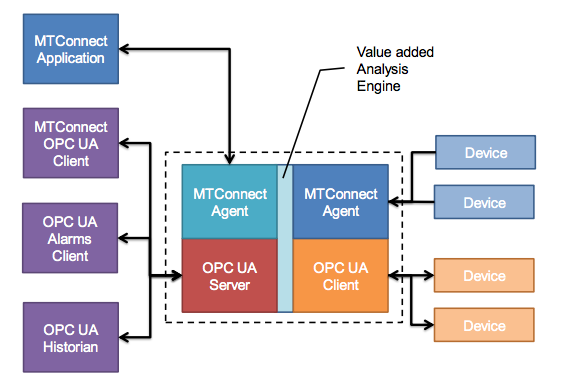 MTConnect
Application
Value added
Analysis
Engine
MTConnect
OPC UA
Client
Device
MTConnect
Agent
MTConnect
Agent
Device
OPC UA
Alarms
Client
OPC UA
Server
OPC UA
Client
Device
Device
OPC UA
Historian